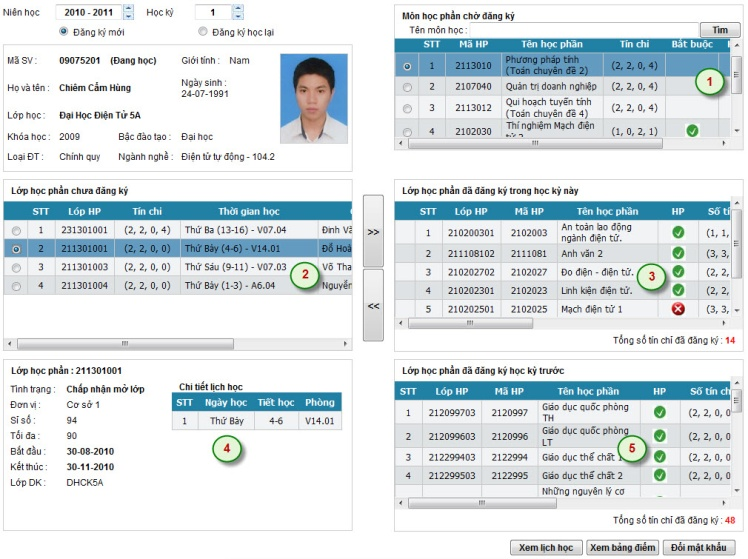 Niên học 2010 - 2011 Học kỳ 1
Đăng ký mới Đăng ký học lại
Mã SV : 09075201 (Đang học) Giới tính : Nam
Họ và tên : Chiêm Cẩm Hùng Ngày sinh : 24-07-1991
Lớp học : Đại Học Điện Tử 5A
Khóa học : 2009 Bậc đào tạo : Đại học
Loại ĐT : Chính quy Ngành nghề : Điện tử tự động - 104.2
Môn học phần chờ đăng ký
Tên môn học : Tìm
STT Mã HP Tên học phần Tín chỉ Bắt buộc
1 2113010 Phương pháp tính (Toán chuyên đề 2) (2, 2, 0, 4)
2 2107040 Quản trị doanh nghiệp (2, 2, 0, 4)
3 2113012 Qui hoạch tuyến tính (Toán chuyên đề 4) (2, 2, 0, 4)
4 2102030 Thí nghiệm Mạch điện (1, 0, 2, 1)
1
Lớp học phần chưa đăng ký
STT Lớp HP Tín chỉ Thời gian học
1 231301001 (2, 2, 0, 4) Thứ Ba (13-16) - V07.04 Đinh Vă
2 211301001 (2, 2, 0, 0) Thứ Bảy (4-6) - V14.01 Đỗ Hoà
3 211301003 (2, 2, 0, 0) Thứ Sáu (9-11) - V07.03 Võ Tha
4 211301004 (2, 2, 0, 0) Thứ Bảy (1-3) - A6.04 Nguyễn
2
>>
<<
Lớp học phần đã đăng ký trong học kỳ này
STT Lớp HP Mã HP Tên học phần HP Số tí
1 210200301 2102003 An toàn lao động ngành điện tử. (1, 1,
2 211108102 2111081 Anh văn 2 (3, 3,
3 210202702 2102027 Đo điện - điện tử. (2, 2,
4 210202301 2102023 Linh kiện điện tử. (2, 2,
5 210202501 2102025 Mạch điện tử 1 (3, 3,
3
Tổng số tín chỉ đã đăng ký : 14
Lớp học phần : 211301001
Tình trạng : Chấp nhận mở lớp
Đơn vị : Cơ sở 1
Sỉ số : 94
Tối đa : 90
Bắt đầu : 30-08-2010
Kết thúc : 30-11-2010
Lớp DK : DHCK5A
Chi tiết lịch học
STT Ngày học Tiết học Phòng
1 Thứ Bảy 4-6 V14.01
4
Lớp học phần đã đăng ký học kỳ trước
STT Lớp HP Mã HP Tên học phần HP Số tín ch
1 212099703 2120997 Giáo dục quốc phòng TH (2, 2, 0, 0
2 212099603 2120996 Giáo dục quốc phòng LT (2, 2, 0, 0
3 212299403 2122994 Giáo dục thể chất 1 (2, 2, 0, 0
4 212299503 2122995 Giáo dục thể chất 2 (2, 2, 0, 0
Những nguyên lý cơ
5
Tổng số tín chỉ đã đăng ký : 48
Xem lịch học Xem bảng điểm Đổi mật khẩu